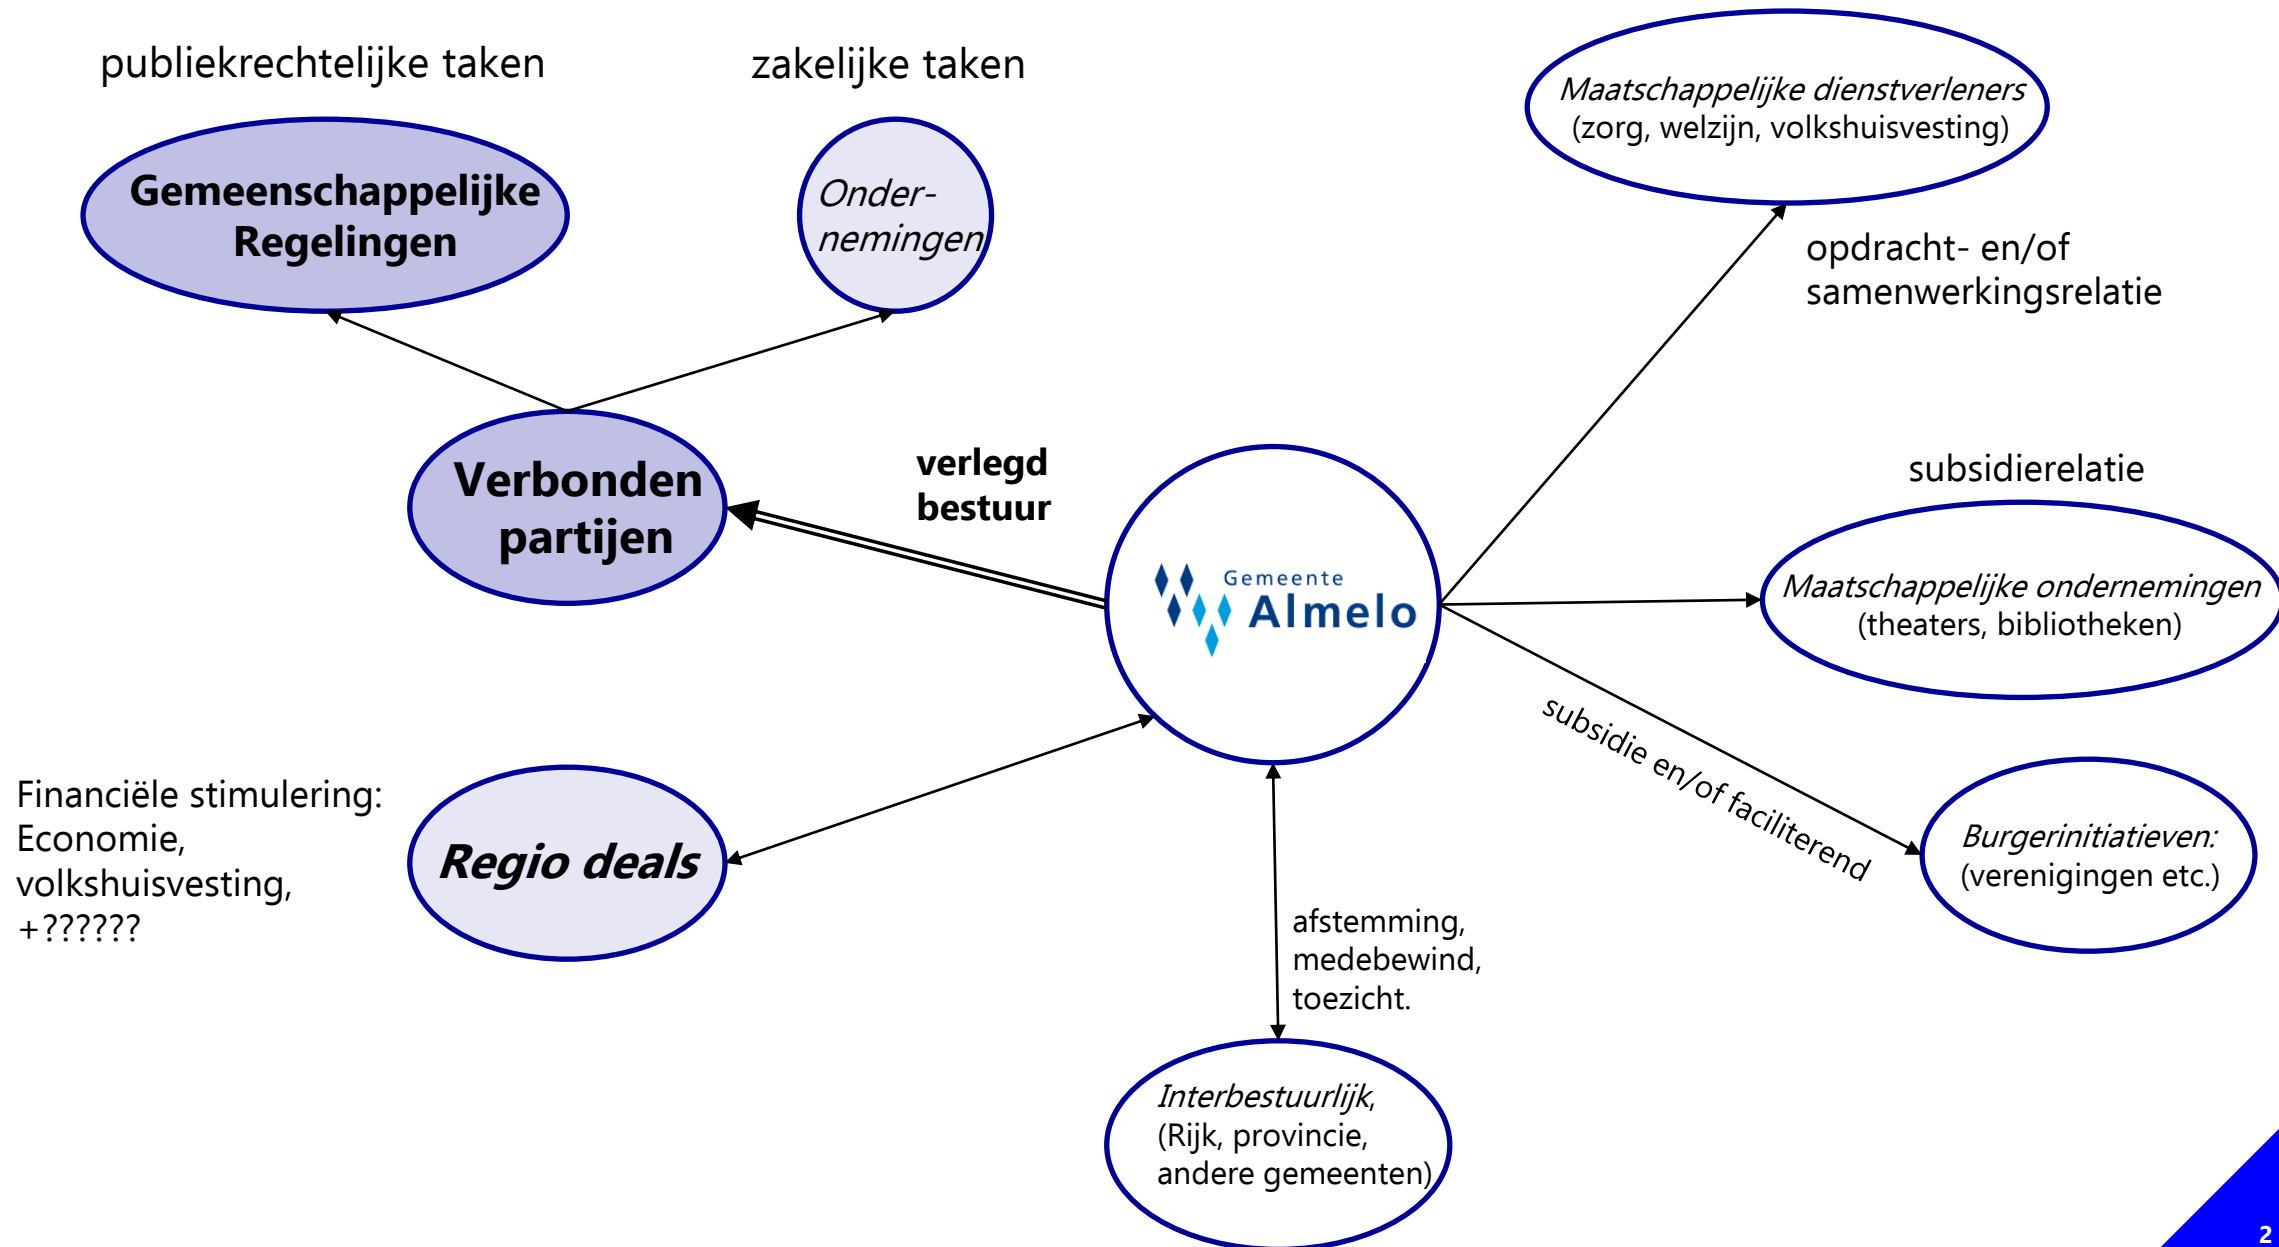 publiekrechtelijke taken
zakelijke taken
Maatschappelijke dienstverleners
(zorg, welzijn, volkshuisvesting)
Gemeenschappelijke
Regelingen
Onder-
nemingen
opdracht- en/of
samenwerkingsrelatie
Verbonden
partijen
verlegd
bestuur
subsidierelatie
Gemeente
Almelo
Maatschappelijke ondernemingen
(theaters, bibliotheken)
subsidie en/of faciliterend
Financiële stimulering:
Economie,
volkshuisvesting,
+??????
Regio deals
Burgerinitiatieven:
(verenigingen etc.)
afstemming,
medebewind,
toezicht.
Interbestuurlijk,
(Rijk, provincie,
andere gemeenten)
2